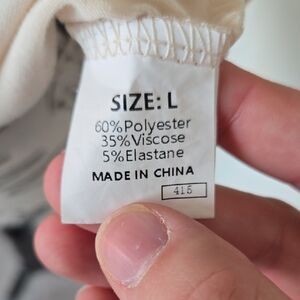 SIZE: L
60%Polyester
35%Viscose
5%Elastane
MADE IN CHINA
415